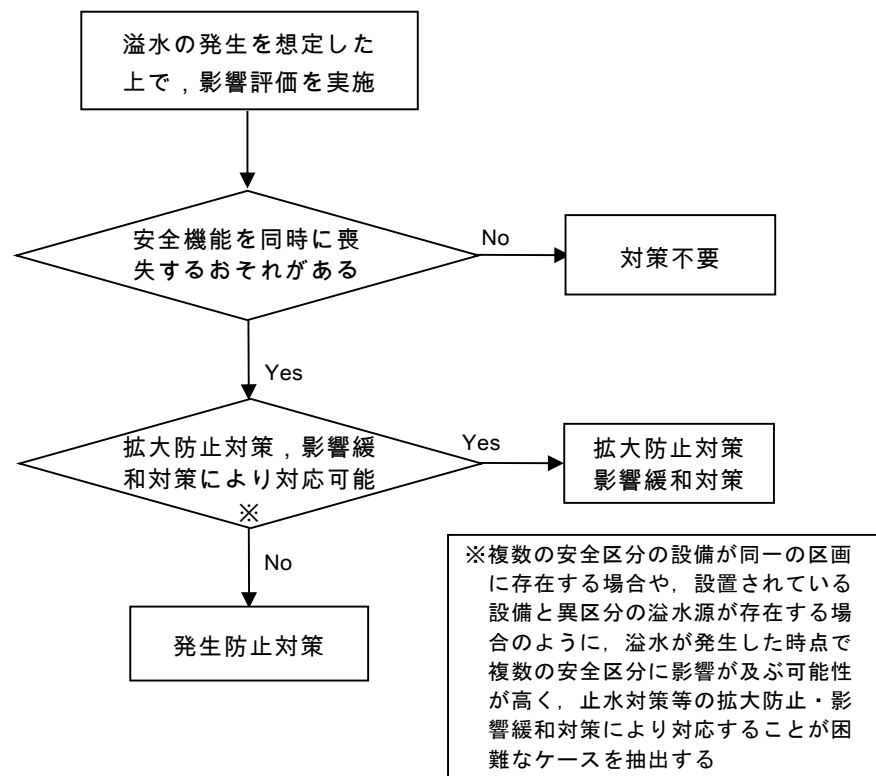 溢水の発生を想定した
上で，影響評価を実施
安全機能を同時に喪
失するおそれがある
No
対策不要
Yes
拡大防止対策，影響緩
和対策により対応可能
※
Yes
拡大防止対策
影響緩和対策
No
発生防止対策
※複数の安全区分の設備が同一の区画
に存在する場合や，設置されている
設備と異区分の溢水源が存在する場
合のように，溢水が発生した時点で
複数の安全区分に影響が及ぶ可能性
が高く，止水対策等の拡大防止・影
響緩和対策により対応することが困
難なケースを抽出する